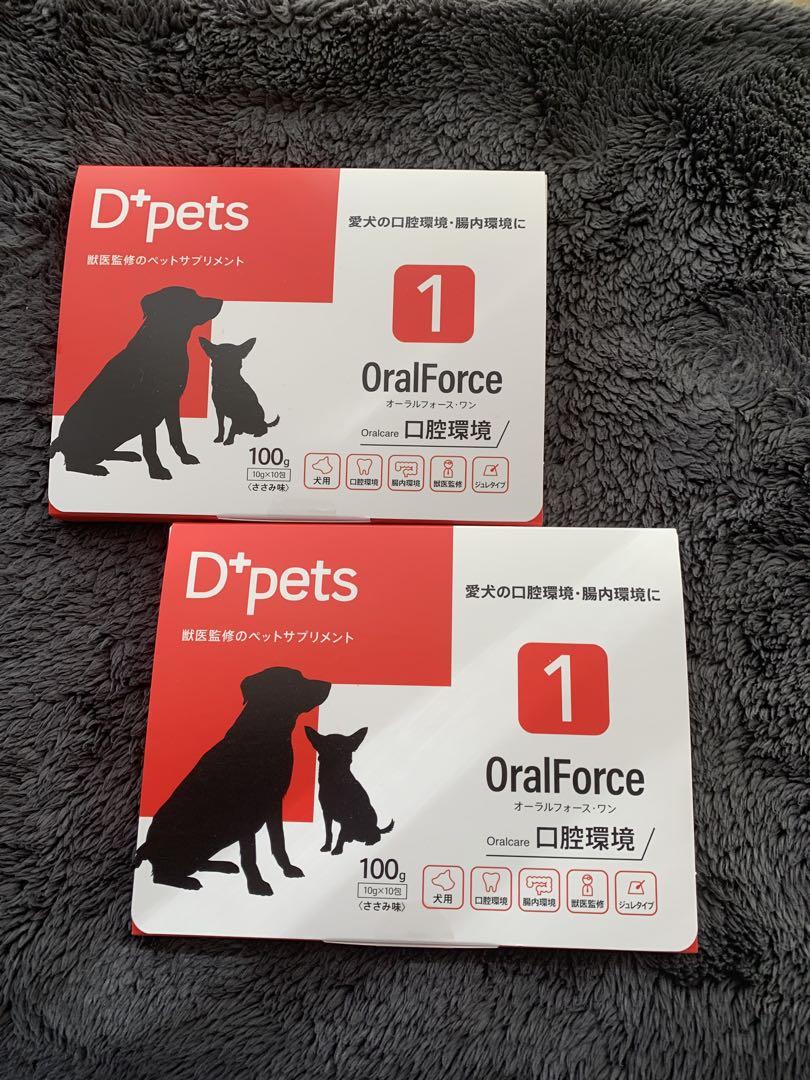 D+pets
獣医監修のペットサプリメント
愛犬の口腔環境・腸内環境に
1
OralForce
オーラルフォース・ワン
Oralcare 口腔環境
100g
10g×10包
〈ささみ味〉
犬用
口腔環境
腸内環境
獣医監修
ジュレタイプ
D+pets
獣医監修のペットサプリメント
愛犬の口腔環境・腸内環境に
1
OralForce
オーラルフォース・ワン
Oralcare 口腔環境
100g
10g×10包
〈ささみ味〉
犬用
口腔環境
腸内環境
獣医監修
ジュレタイプ